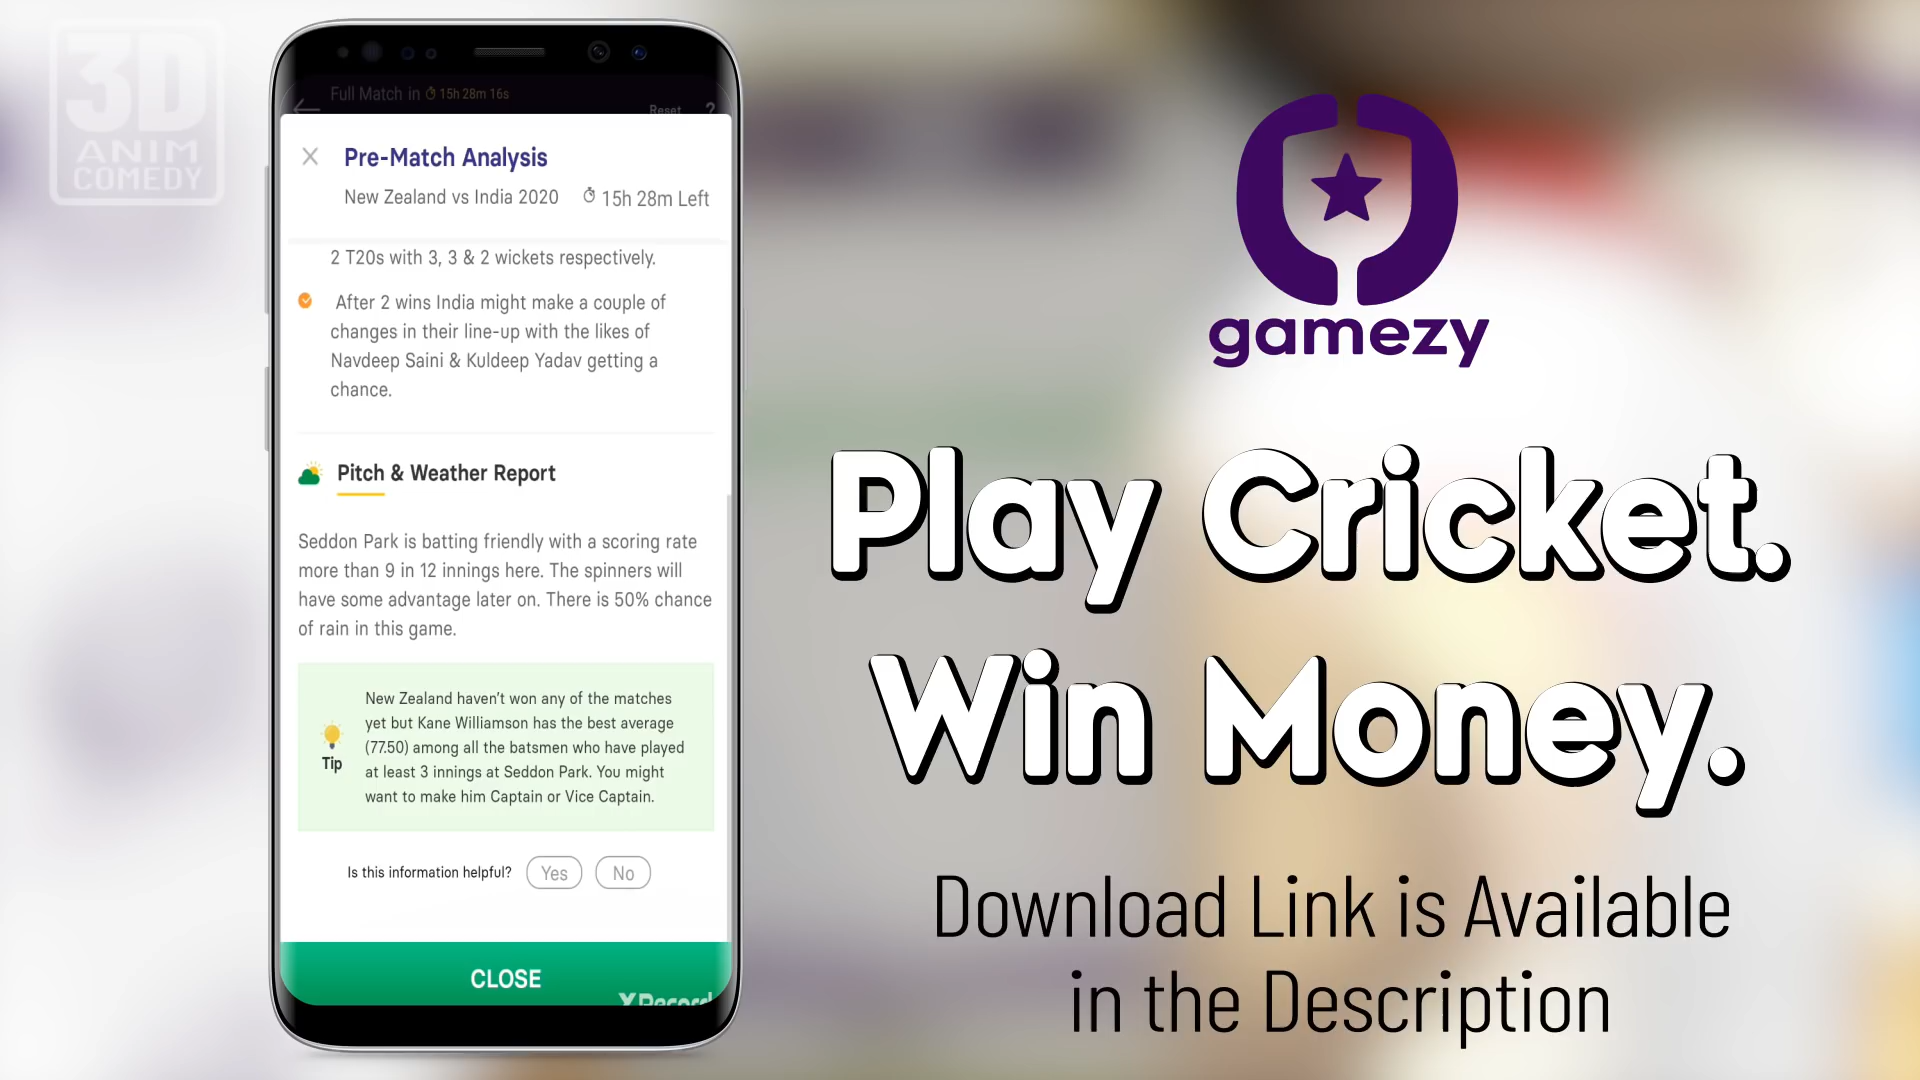 3D
ANIM
COMEDY
Full Match in 15h 28m 16s
Reset ?
Pre-Match Analysis
New Zealand vs India 2020 15h 28m Left
2 T20s with 3, 3 & 2 wickets respectively.
After 2 wins India might make a couple of
changes in their line-up with the likes of
Navdeep Saini & Kuldeep Yadav getting a
chance.
Pitch & Weather Report
Seddon Park is batting friendly with a scoring rate
more than 9 in 12 innings here. The spinners will
have some advantage later on. There is 50% chance
of rain in this game.
New Zealand haven't won any of the matches
yet but Kane Williamson has the best average
(77.50) among all the batsmen who have played
at least 3 innings at Seddon Park. You might
want to make him Captain or Vice Captain.
Tip
Is this information helpful? Yes No
CLOSE
XRecord
gamezy
Play Cricket.
Win Money.
Download Link is Available
in the Description